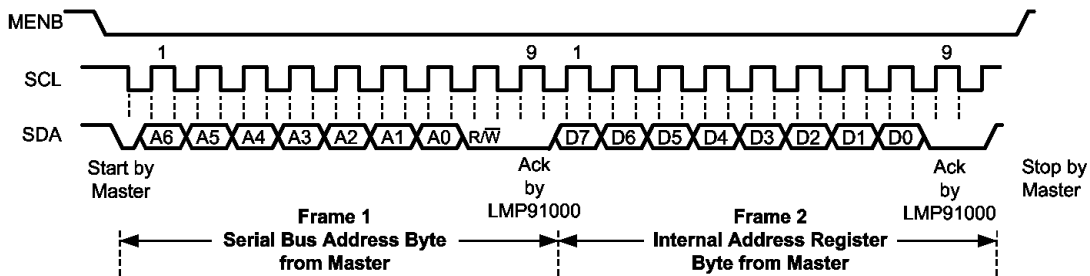 MENB
1 9 1 9
SCL
SDA A6 A5 A4 A3 A2 A1 A0 R/W̅ D7 D6 D5 D4 D3 D2 D1 D0
Start by
Master
Ack
by
LMP91000
Ack
by
LMP91000
Stop by
Master
Frame 1
Serial Bus Address Byte
from Master
Frame 2
Internal Address Register
Byte from Master